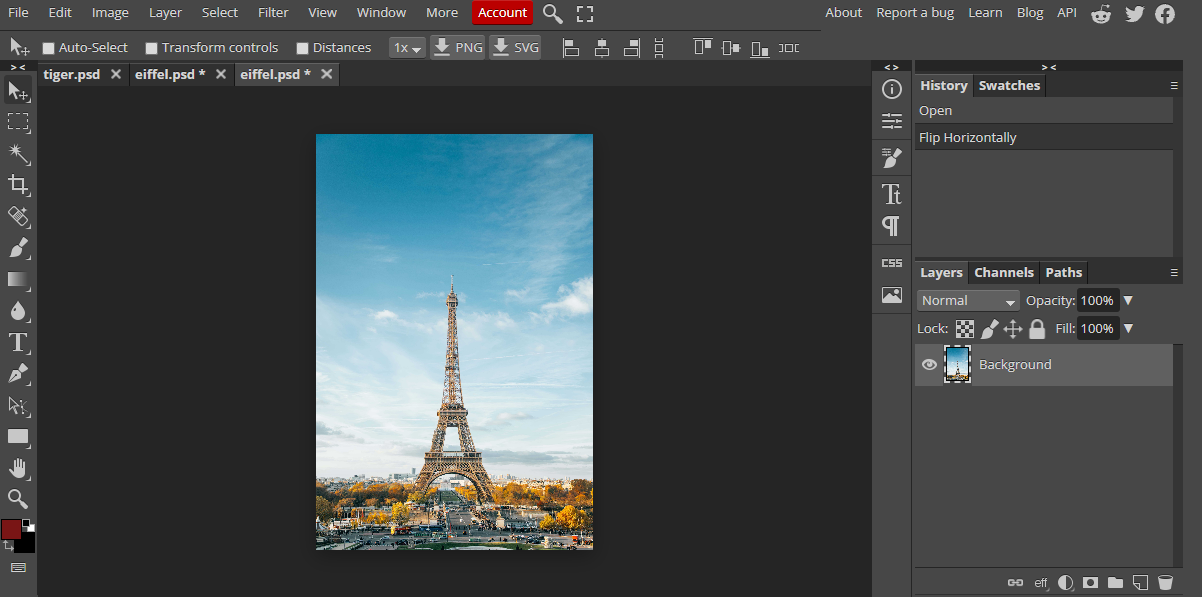 File Edit Image Layer Select Filter View Window More Account About Report a bug Learn Blog API
Auto-Select Transform controls Distances 1x PNG SVG
> < < > > <
tiger.psd eiffel.psd * eiffel.psd *
History Swatches
Open
Flip Horizontally
CSS
Layers Channels Paths
Normal Opacity: 100%
Lock: Fill: 100%
Background
eff